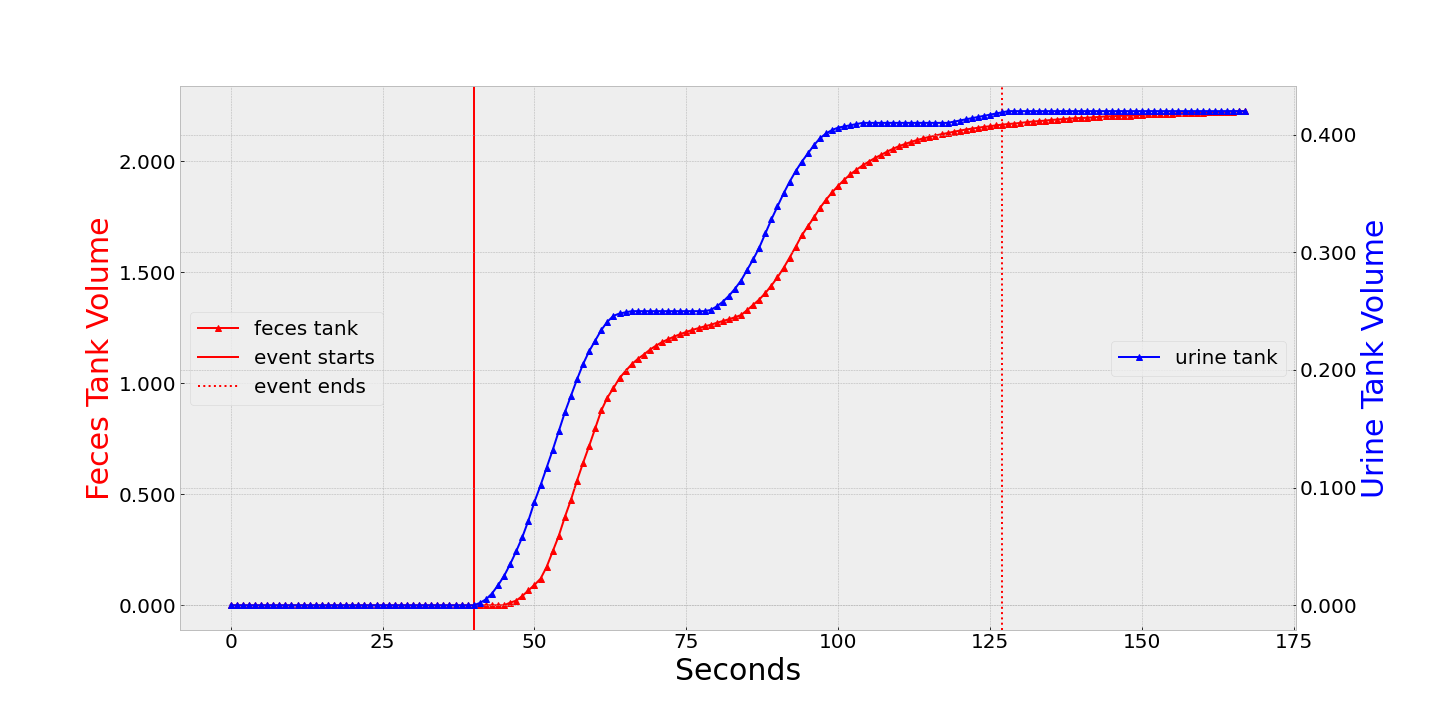 Feces Tank Volume
2.000
1.500
1.000
0.500
0.000
feces tank
event starts
event ends
urine tank
0.400
0.300
0.200
0.100
0.000
Urine Tank Volume
0 25 50 75 100 125 150 175
Seconds